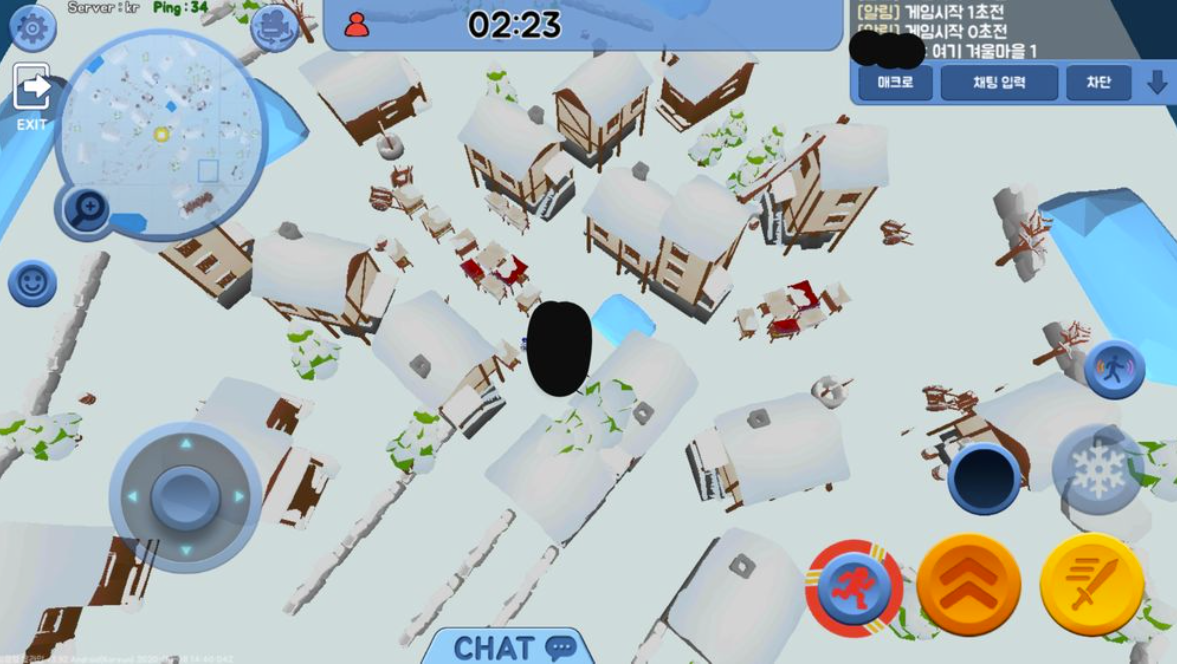 Server:kr Ping:34
02:23
[알림] 게임시작 1초전
[알림] 게임시작 0초전
: 여기 겨울마을 1
매크로
채팅 입력
차단
EXIT
CHAT